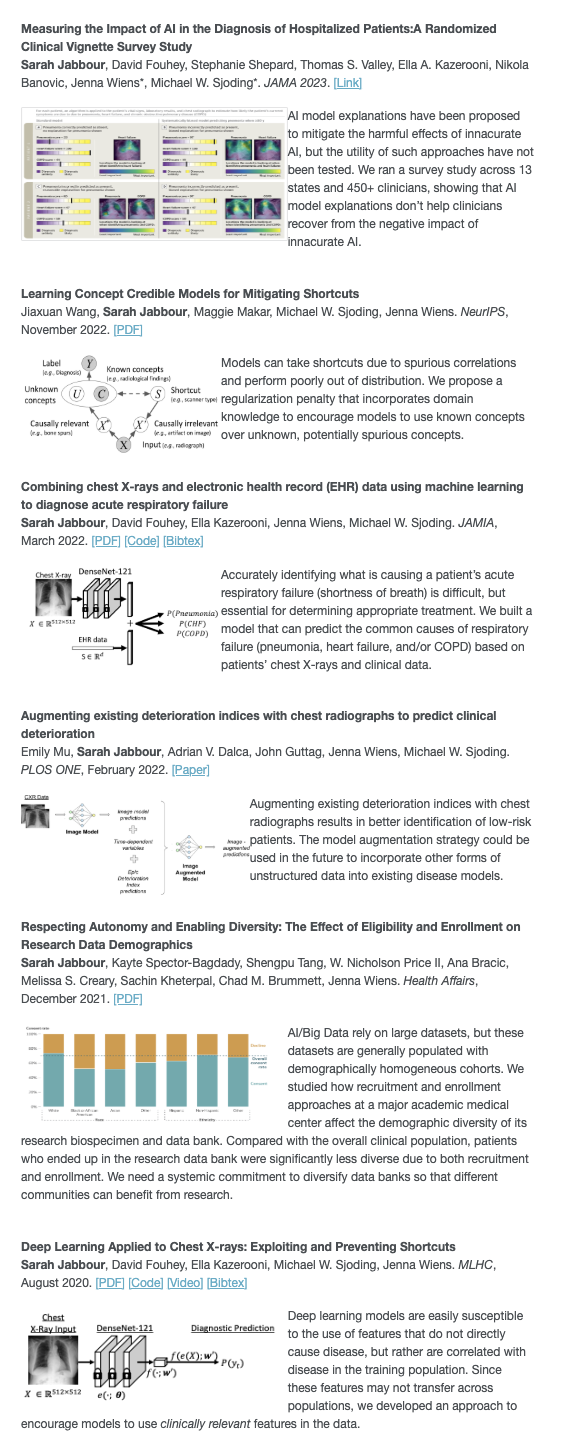 Measuring the Impact of AI in the Diagnosis of Hospitalized Patients:A Randomized
Clinical Vignette Survey Study
Sarah Jabbour, David Fouhey, Stephanie Shepard, Thomas S. Valley, Ella A. Kazerooni, Nikola
Banovic, Jenna Wiens*, Michael W. Sjoding*. JAMA 2023. [Link]
AI model explanations have been proposed
to mitigate the harmful effects of innacurate
AI, but the utility of such approaches have not
been tested. We ran a survey study across 13
states and 450+ clinicians, showing that AI
model explanations don't help clinicians
recover from the negative impact of
innacurate AI.
Learning Concept Credible Models for Mitigating Shortcuts
Jiaxuan Wang, Sarah Jabbour, Maggie Makar, Michael W. Sjoding, Jenna Wiens. NeurIPS,
November 2022. [PDF]
Label
(e.g., Diagnosis)
Y
Known concepts
(e.g., radiological findings)
Unknown
concepts
U
C
S
Shortcut
(e.g., scanner type)
Causally relevant
(e.g., bone spurs)
Causally irrelevant
(e.g., artifact on image)
X
Input (e.g., radiograph)
Models can take shortcuts due to spurious correlations
and perform poorly out of distribution. We propose a
regularization penalty that incorporates domain
knowledge to encourage models to use known concepts
over unknown, potentially spurious concepts.
Combining chest X-rays and electronic health record (EHR) data using machine learning
to diagnose acute respiratory failure
Sarah Jabbour, David Fouhey, Ella Kazerooni, Jenna Wiens, Michael W. Sjoding. JAMIA,
March 2022. [PDF] [Code] [Bibtex]
Chest X-ray
DenseNet-121
X ∈ ℝ⁵¹²ˣ⁵¹²
+
P(Pneumonia)
P(CHF)
P(COPD)
EHR data
S ∈ ℝᵈ
Accurately identifying what is causing a patient's acute
respiratory failure (shortness of breath) is difficult, but
essential for determining appropriate treatment. We built a
model that can predict the common causes of respiratory
failure (pneumonia, heart failure, and/or COPD) based on
patients' chest X-rays and clinical data.
Augmenting existing deterioration indices with chest radiographs to predict clinical
deterioration
Emily Mu, Sarah Jabbour, Adrian V. Dalca, John Guttag, Jenna Wiens, Michael W. Sjoding.
PLOS ONE, February 2022. [Paper]
CXR Data
Image Model
Image model
predictions
Time-dependent
variables
Epic
Deterioration
Index
predictions
Image
Augmented
Model
Image -
augmented
predictions
Augmenting existing deterioration indices with chest
radiographs results in better identification of low-risk
patients. The model augmentation strategy could be
used in the future to incorporate other forms of
unstructured data into existing disease models.
Respecting Autonomy and Enabling Diversity: The Effect of Eligibility and Enrollment on
Research Data Demographics
Sarah Jabbour, Kayte Spector-Bagdady, Shengpu Tang, W. Nicholson Price II, Ana Bracic,
Melissa S. Creary, Sachin Kheterpal, Chad M. Brummett, Jenna Wiens. Health Affairs,
December 2021. [PDF]
100%
80%
60%
40%
20%
0%
AI/Big Data rely on large datasets, but these
datasets are generally populated with
demographically homogeneous cohorts. We
studied how recruitment and enrollment
approaches at a major academic medical
center affect the demographic diversity of its
research biospecimen and data bank. Compared with the overall clinical population, patients
who ended up in the research data bank were significantly less diverse due to both recruitment
and enrollment. We need a systemic commitment to diversify data banks so that different
communities can benefit from research.
Deep Learning Applied to Chest X-rays: Exploiting and Preventing Shortcuts
Sarah Jabbour, David Fouhey, Ella Kazerooni, Michael W. Sjoding, Jenna Wiens. MLHC,
August 2020. [PDF] [Code] [Video] [Bibtex]
Chest
X-Ray Input
DenseNet-121
Diagnostic Prediction
f(e(X); w')
P(yₜ)
f(·; w')
X ∈ ℝ⁵¹²ˣ⁵¹²
e(·; θ)
Deep learning models are easily susceptible
to the use of features that do not directly
cause disease, but rather are correlated with
disease in the training population. Since
these features may not transfer across
populations, we developed an approach to
encourage models to use clinically relevant features in the data.